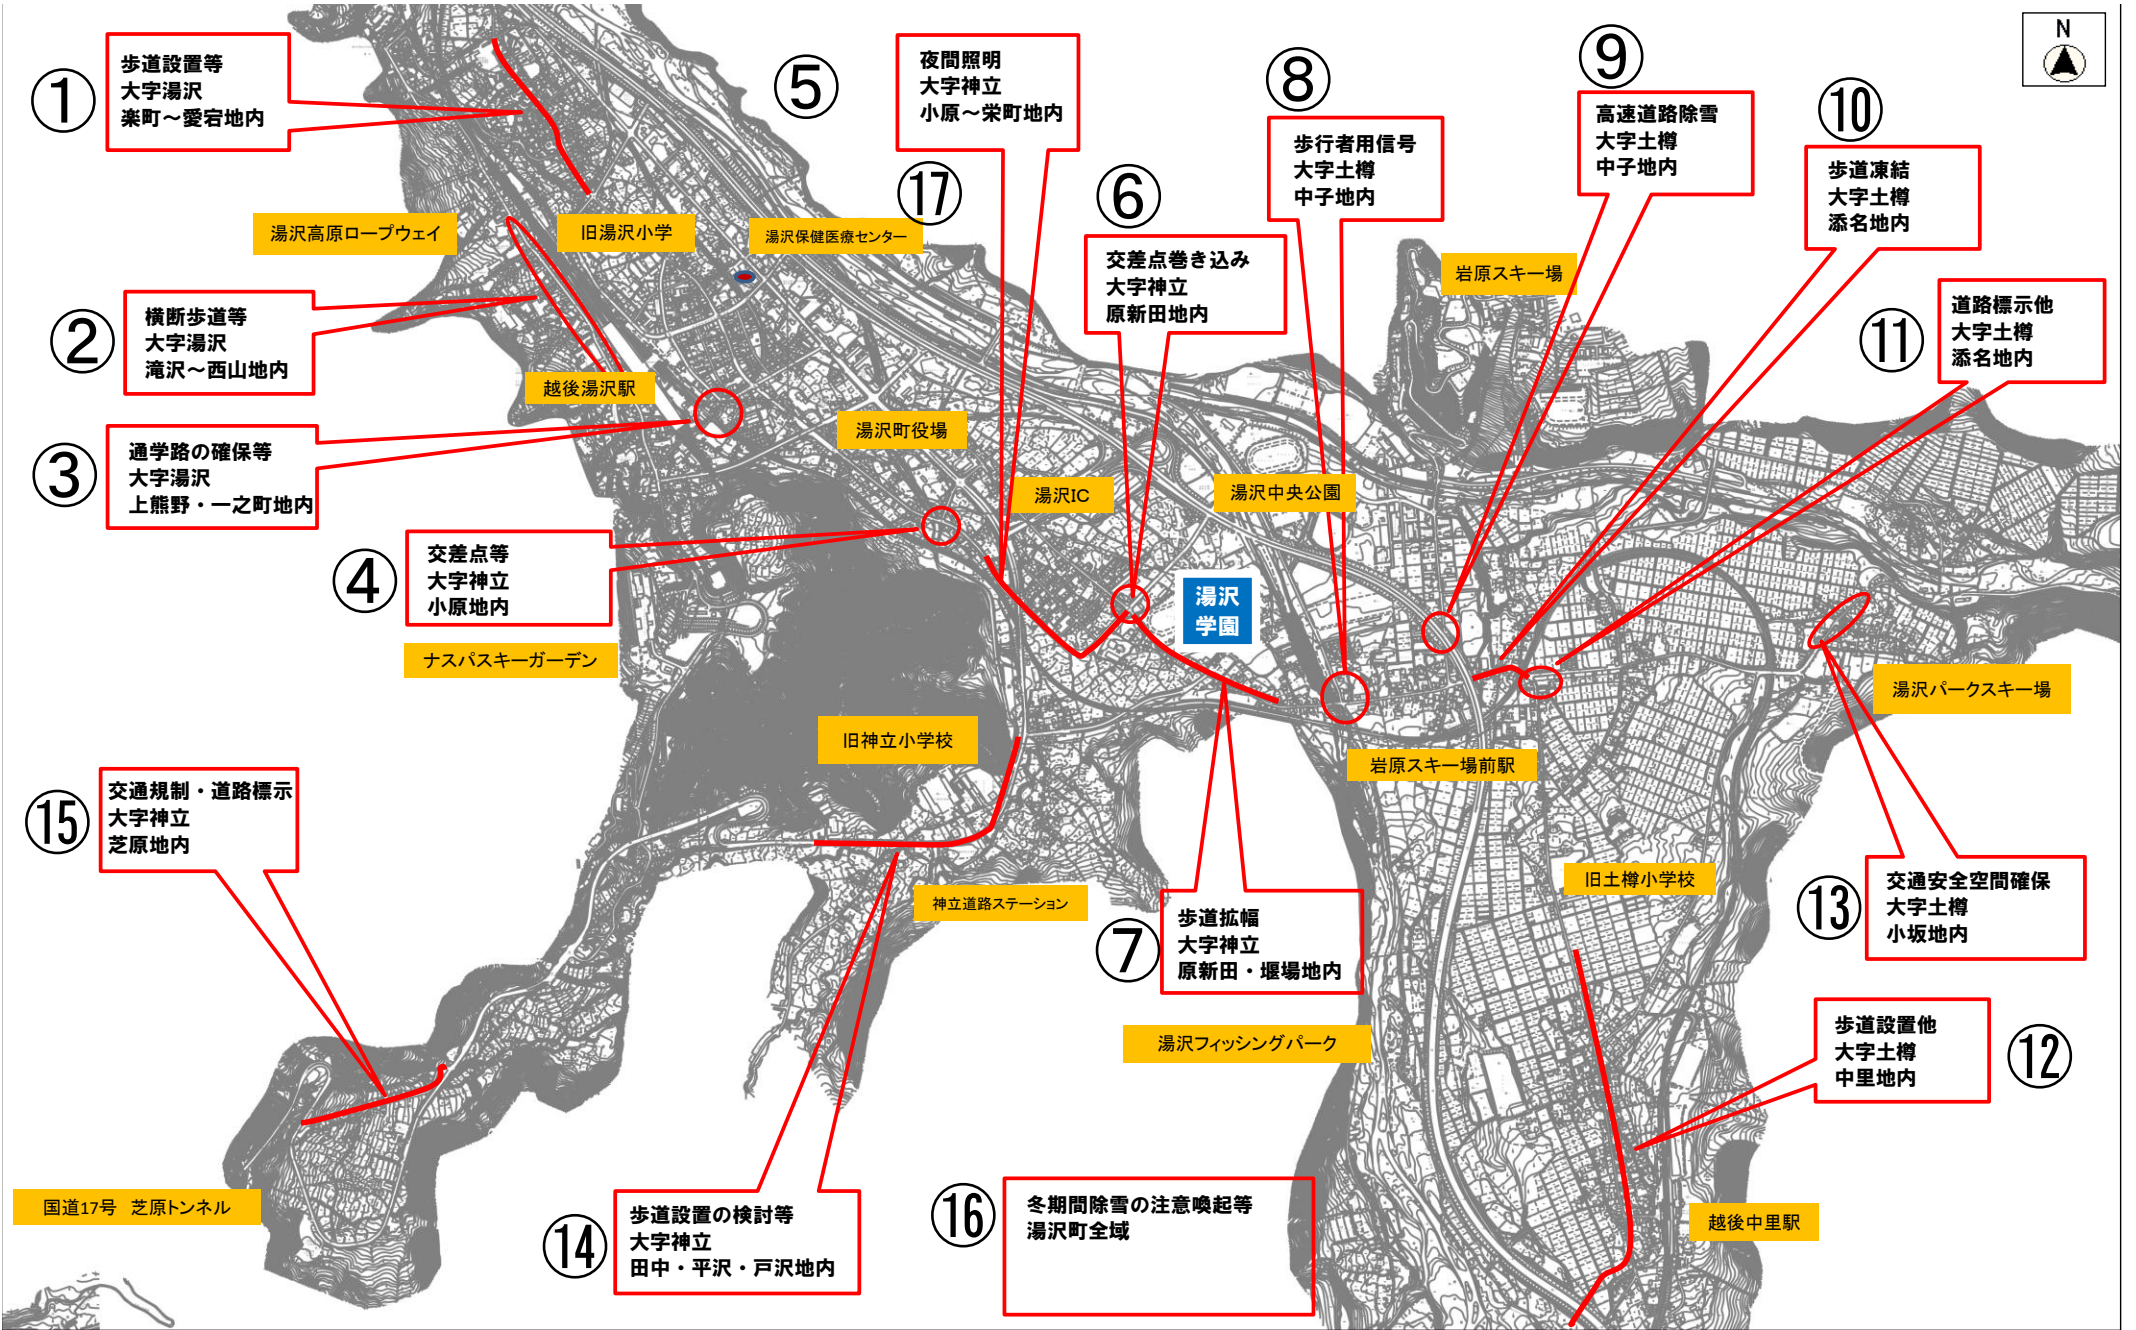 ①
歩道設置等
大字湯沢
楽町～愛宕地内
②
横断歩道等
大字湯沢
滝沢～西山地内
③
通学路の確保等
大字湯沢
上熊野・一之町地内
④
交差点等
大字神立
小原地内
⑤
⑰
夜間照明
大字神立
小原～栄町地内
⑥
交差点巻き込み
大字神立
原新田地内
⑧
歩行者用信号
大字土樽
中子地内
⑨
高速道路除雪
大字土樽
中子地内
⑩
歩道凍結
大字土樽
添名地内
⑪
道路標示他
大字土樽
添名地内
N
湯沢高原ロープウェイ
旧湯沢小学
湯沢保健医療センター
岩原スキー場
越後湯沢駅
湯沢町役場
湯沢IC
湯沢中央公園
湯沢
学園
ナスパスキーガーデン
旧神立小学校
岩原スキー場前駅
湯沢パークスキー場
⑮
交通規制・道路標示
大字神立
芝原地内
神立道路ステーション
旧土樽小学校
⑦
歩道拡幅
大字神立
原新田・堰場地内
⑬
交通安全空間確保
大字土樽
小坂地内
湯沢フィッシングパーク
⑫
歩道設置他
大字土樽
中里地内
国道17号　芝原トンネル
⑭
歩道設置の検討等
大字神立
田中・平沢・戸沢地内
⑯
冬期間除雪の注意喚起等
湯沢町全域
越後中里駅